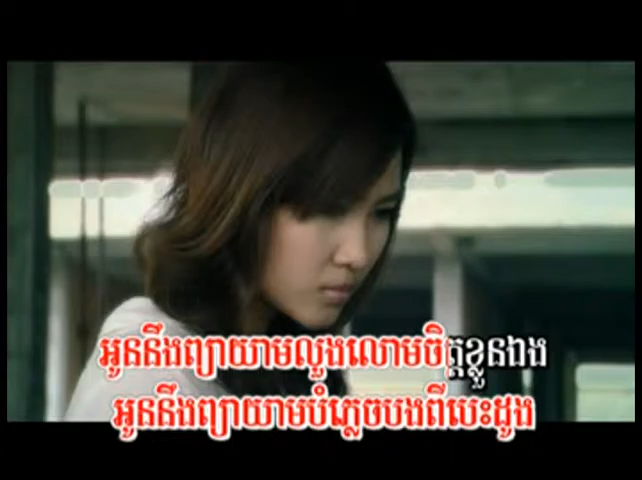 អូននឹងព្យាយាមលួងលោមចិត្តខ្លួនឯង
អូននឹងព្យាយាមបំភ្លេចបងពីបេះដូង